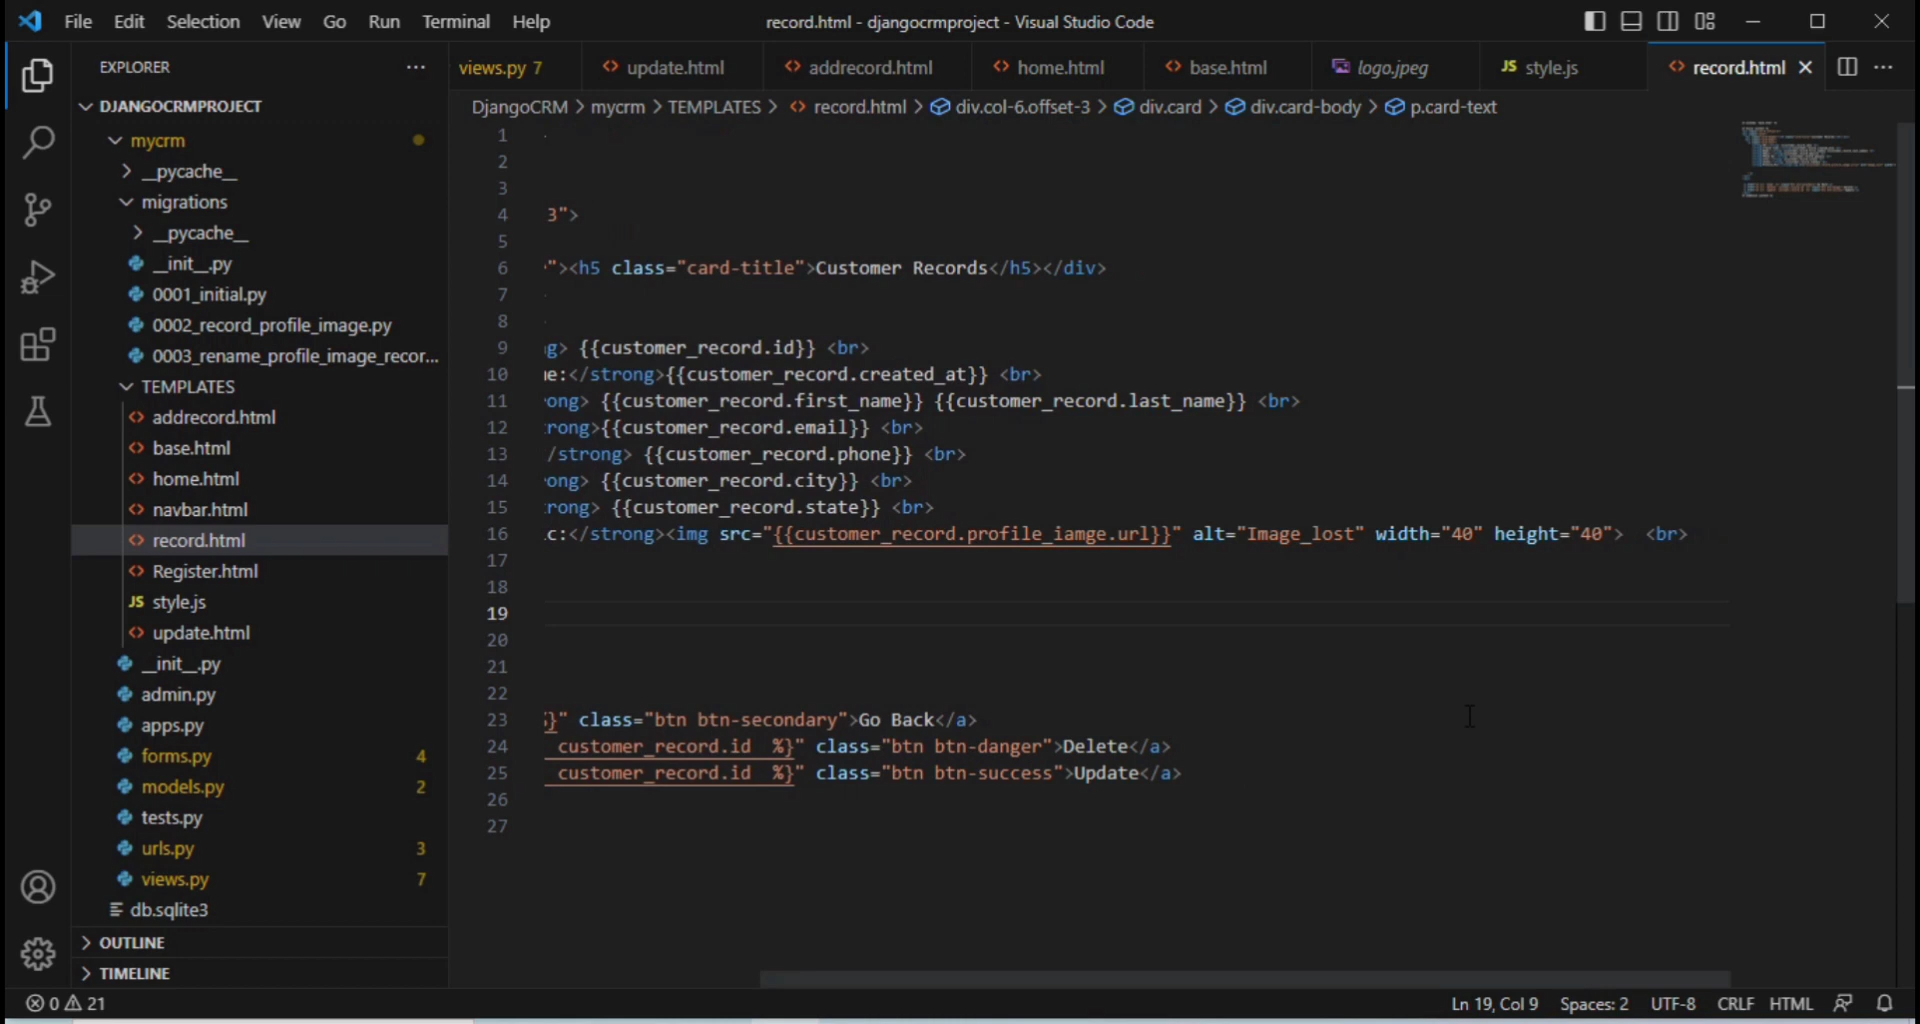 File Edit Selection View Go Run Terminal Help record.html - djangocrmproject - Visual Studio Code
EXPLORER
views.py 7 update.html addrecord.html home.html base.html logo.jpeg JS style.js record.html
DJANGOCRMPROJECT
DjangoCRM > mycrm > TEMPLATES > record.html > div.col-6.offset-3 > div.card > div.card-body > p.card-text
mycrm
__pycache__
migrations
__pycache__
__init__.py
0001_initial.py
0002_record_profile_image.py
0003_rename_profile_image_recor...
TEMPLATES
addrecord.html
base.html
home.html
navbar.html
record.html
Register.html
JS style.js
update.html
__init__.py
admin.py
apps.py
forms.py 4
models.py 2
tests.py
urls.py 3
views.py 7
db.sqlite3
OUTLINE
TIMELINE
1
2
3
4 3">
5
6 "><h5 class="card-title">Customer Records</h5></div>
7
8
9 g> {{customer_record.id}} <br>
10 e:</strong>{{customer_record.created_at}} <br>
11 ong> {{customer_record.first_name}} {{customer_record.last_name}} <br>
12 rong>{{customer_record.email}} <br>
13 /strong> {{customer_record.phone}} <br>
14 ong> {{customer_record.city}} <br>
15 rong> {{customer_record.state}} <br>
16 c:</strong><img src="{{customer_record.profile_iamge.url}}" alt="Image_lost" width="40" height="40"> <br>
17
18
19
20
21
22
23 }" class="btn btn-secondary">Go Back</a>
24 customer_record.id %}" class="btn btn-danger">Delete</a>
25 customer_record.id %}" class="btn btn-success">Update</a>
26
27
0 21 Ln 19, Col 9 Spaces: 2 UTF-8 CRLF HTML